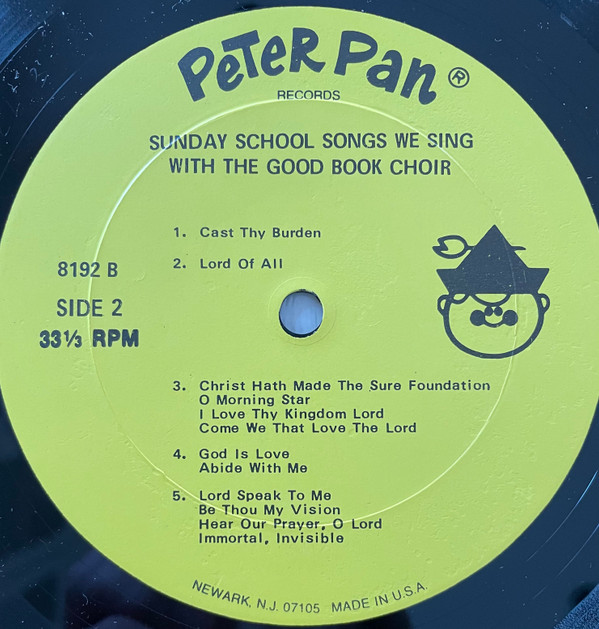 PETER PAN ®
RECORDS
SUNDAY SCHOOL SONGS WE SING
WITH THE GOOD BOOK CHOIR
1. Cast Thy Burden
2. Lord Of All
8192 B
SIDE 2
33⅓ RPM
3. Christ Hath Made The Sure Foundation
O Morning Star
I Love Thy Kingdom Lord
Come We That Love The Lord
4. God Is Love
Abide With Me
5. Lord Speak To Me
Be Thou My Vision
Hear Our Prayer, O Lord
Immortal, Invisible
NEWARK, N.J. 07105 MADE IN U.S.A.